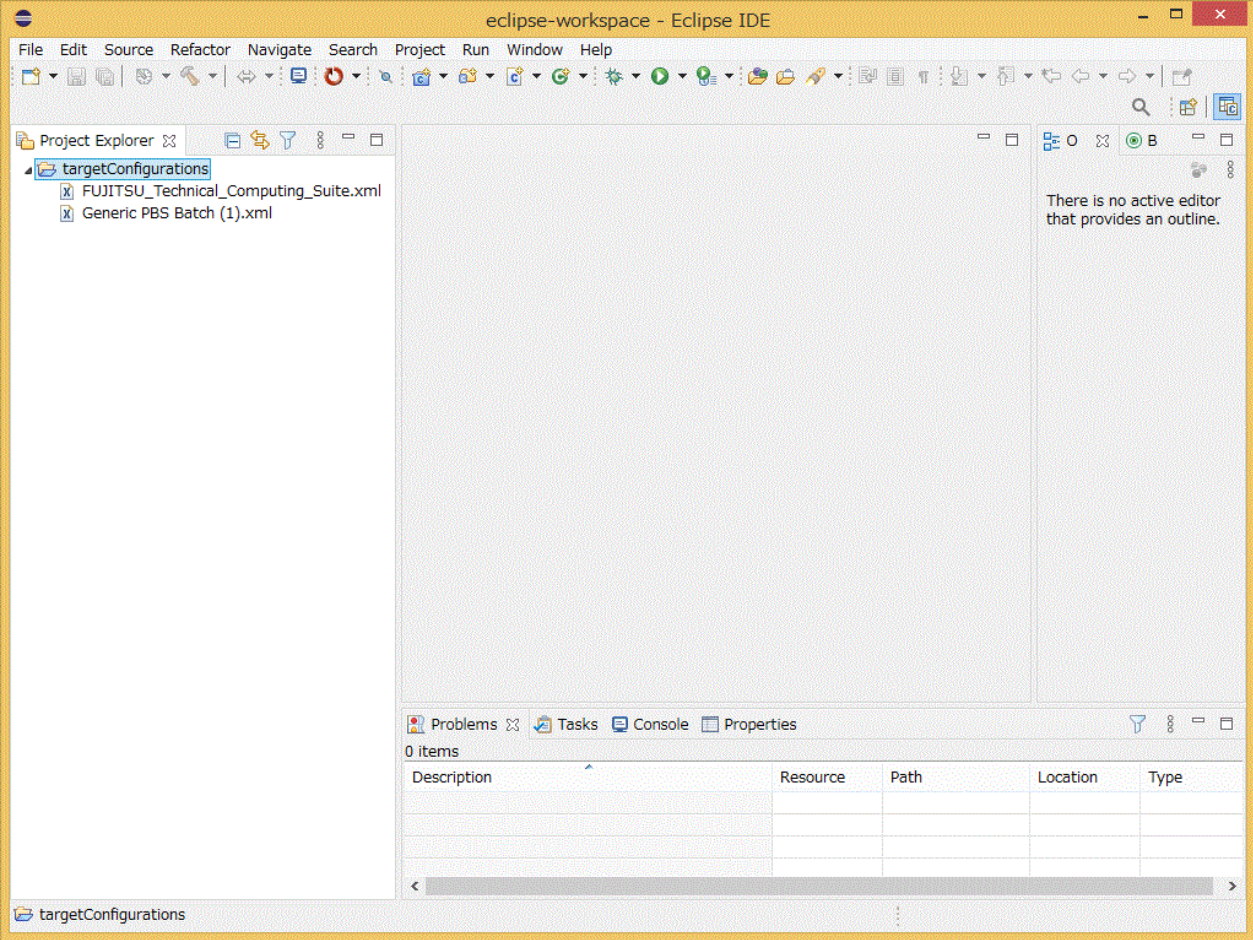 eclipse-workspace - Eclipse IDE
File Edit Source Refactor Navigate Search Project Run Window Help
Project Explorer
targetConfigurations
FUJITSU_Technical_Computing_Suite.xml
Generic PBS Batch (1).xml
O B
There is no active editor
that provides an outline.
Problems Tasks Console Properties
0 items
Description Resource Path Location Type
targetConfigurations